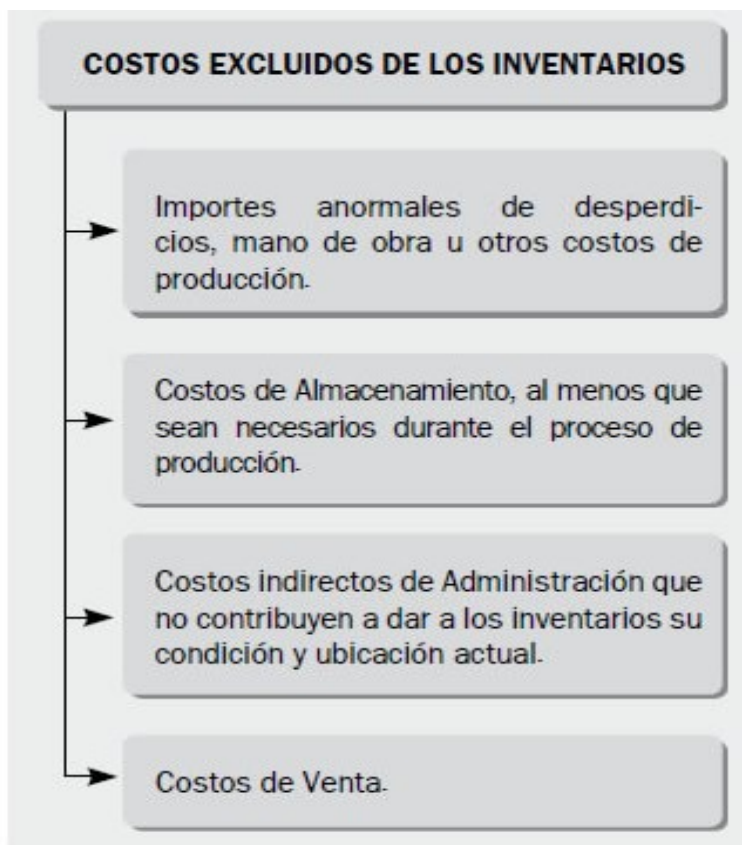 COSTOS EXCLUIDOS DE LOS INVENTARIOS
Importes anormales de desperdi-
cios, mano de obra u otros costos de
producción.
Costos de Almacenamiento, al menos que
sean necesarios durante el proceso de
producción.
Costos indirectos de Administración que
no contribuyen a dar a los inventarios su
condición y ubicación actual.
Costos de Venta.